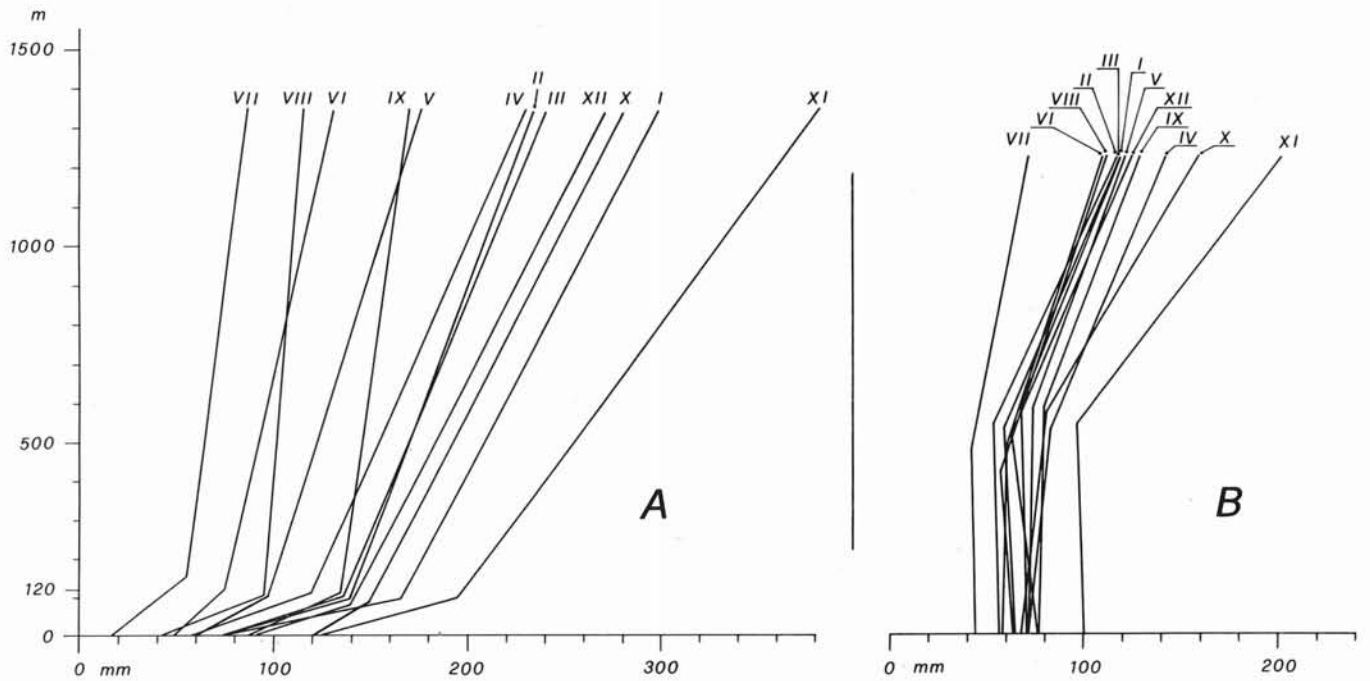 m
1500
1000
500
120
0
VII VIII VI IX V IV II III XII X I XI
A
0 mm 100 200 300
III I
II V
VIII XII
VI IX
VII IV X XI
B
0 mm 100 200